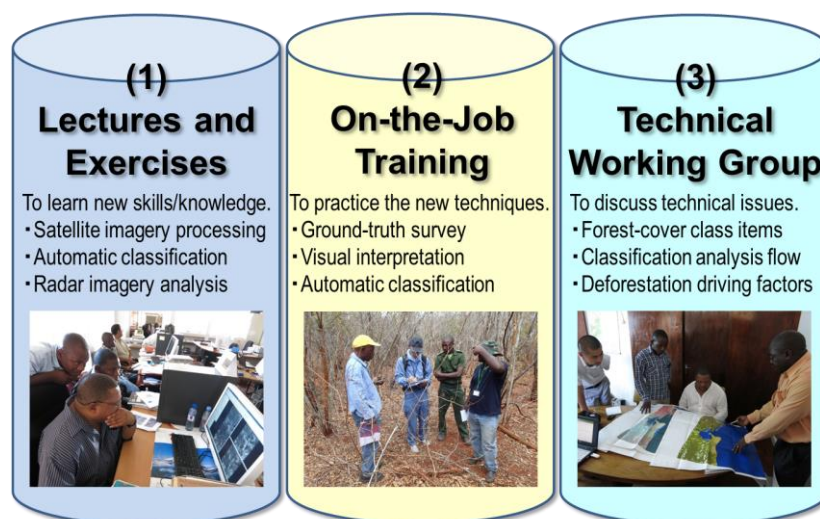 (1)
Lectures and
Exercises
To learn new skills/knowledge.
・Satellite imagery processing
・Automatic classification
・Radar imagery analysis
(2)
On-the-Job
Training
To practice the new techniques.
・Ground-truth survey
・Visual interpretation
・Automatic classification
(3)
Technical
Working Group
To discuss technical issues.
・Forest-cover class items
・Classification analysis flow
・Deforestation driving factors